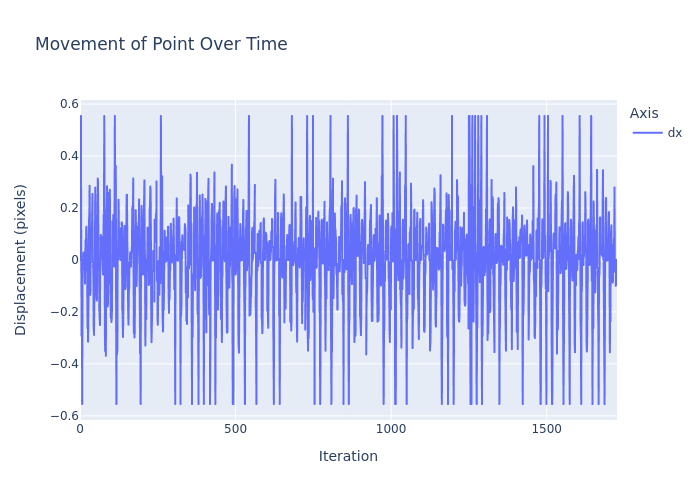 Movement of Point Over Time
Displacement (pixels)
0.6
0.4
0.2
0
−0.2
−0.4
−0.6
0
500
1000
1500
Iteration
Axis
dx